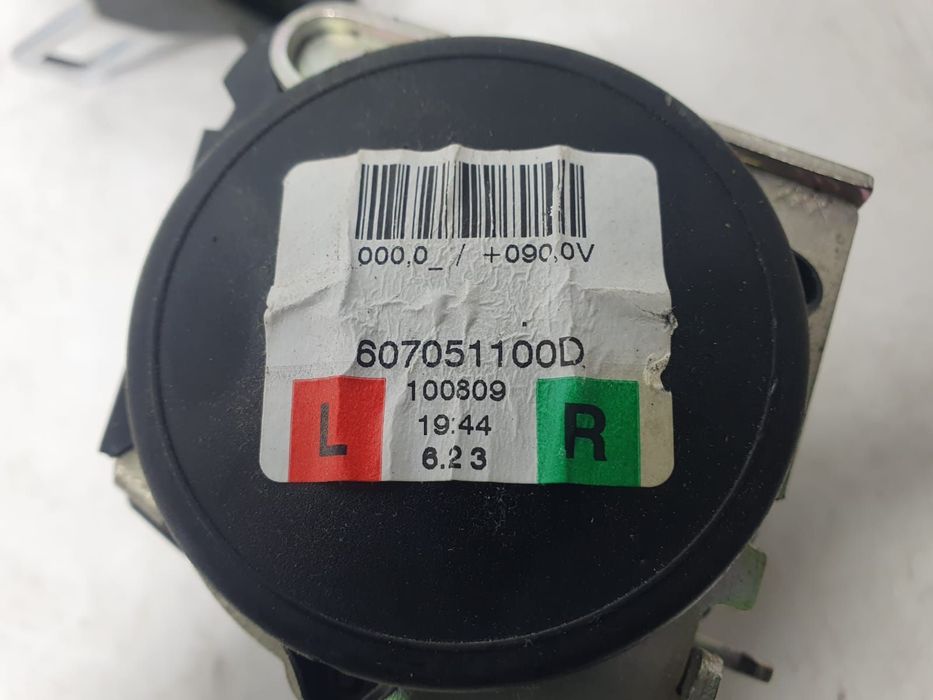 000,0_ / +090,0V
607051100D
100809
19:44
L
R
6.23